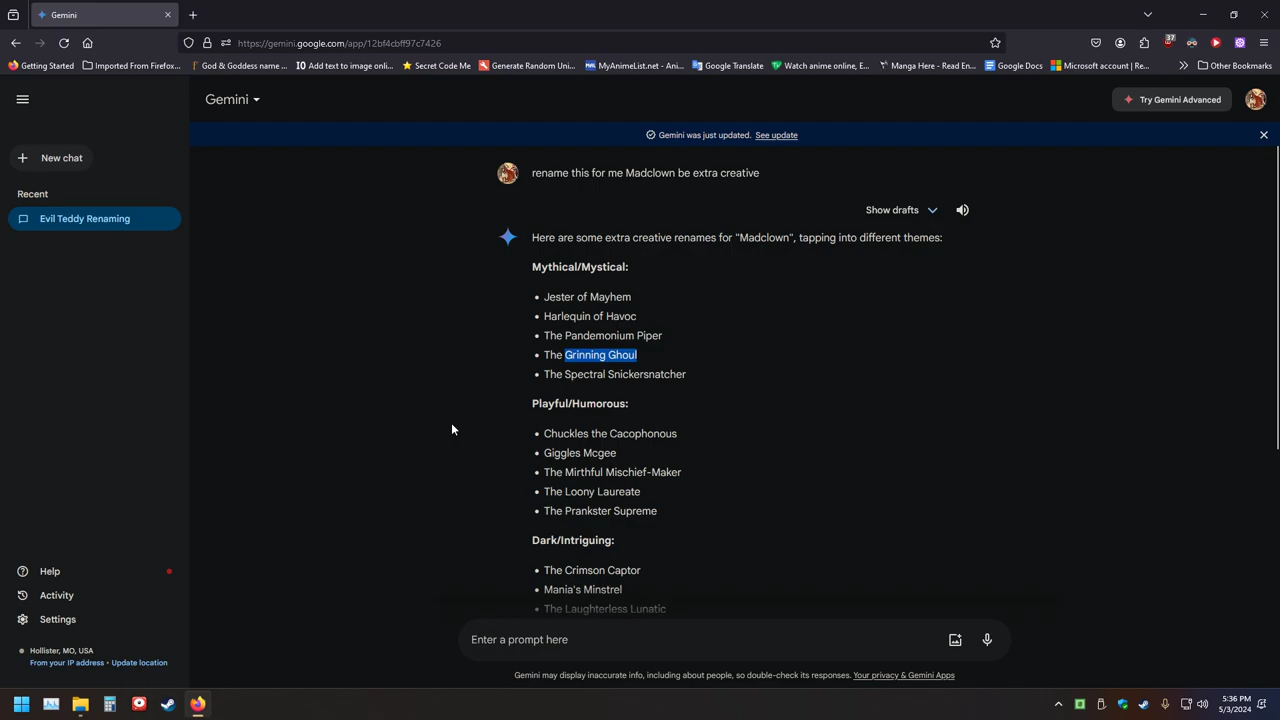 Gemini
https://gemini.google.com/app/12bf4cbff97c7426
Getting Started
Imported From Firefox...
God & Goddess name ...
Add text to image onlin...
Secret Code Me
Generate Random Uni...
MyAnimeList.net - Ani...
Google Translate
Watch anime online, E...
Manga Here - Read En...
Google Docs
Microsoft account | Re...
Other Bookmarks
Gemini
Try Gemini Advanced
Gemini was just updated. See update
New chat
Recent
Evil Teddy Renaming
rename this for me Madclown be extra creative
Show drafts
Here are some extra creative renames for "Madclown", tapping into different themes:
Mythical/Mystical:
• Jester of Mayhem
• Harlequin of Havoc
• The Pandemonium Piper
• The Grinning Ghoul
• The Spectral Snickersnatcher
Playful/Humorous:
• Chuckles the Cacophonous
• Giggles Mcgee
• The Mirthful Mischief-Maker
• The Loony Laureate
• The Prankster Supreme
Dark/Intriguing:
• The Crimson Captor
• Mania's Minstrel
• The Laughterless Lunatic
Help
Activity
Settings
Hollister, MO, USA
From your IP address • Update location
Enter a prompt here
Gemini may display inaccurate info, including about people, so double-check its responses. Your privacy & Gemini Apps
5:36 PM
5/3/2024